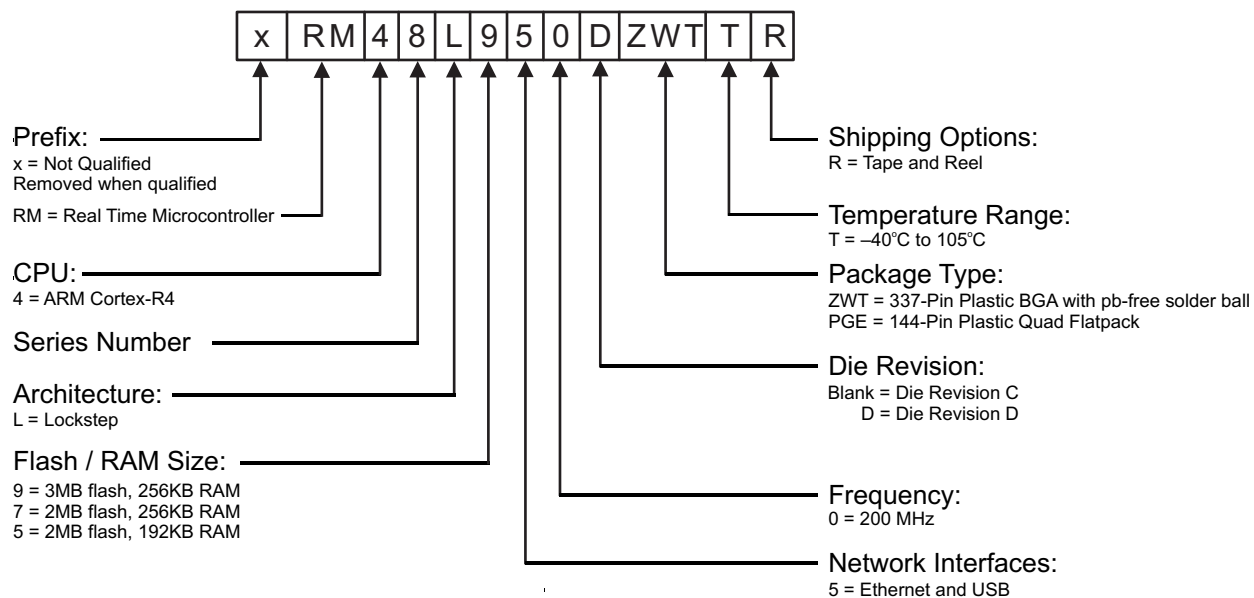 x RM 4 8 L 9 5 0 D ZWT T R
Prefix:
x = Not Qualified
Removed when qualified
RM = Real Time Microcontroller
CPU:
4 = ARM Cortex-R4
Series Number
Architecture:
L = Lockstep
Flash / RAM Size:
9 = 3MB flash, 256KB RAM
7 = 2MB flash, 256KB RAM
5 = 2MB flash, 192KB RAM
Shipping Options:
R = Tape and Reel
Temperature Range:
T = –40°C to 105°C
Package Type:
ZWT = 337-Pin Plastic BGA with pb-free solder ball
PGE = 144-Pin Plastic Quad Flatpack
Die Revision:
Blank = Die Revision C
D = Die Revision D
Frequency:
0 = 200 MHz
Network Interfaces:
5 = Ethernet and USB